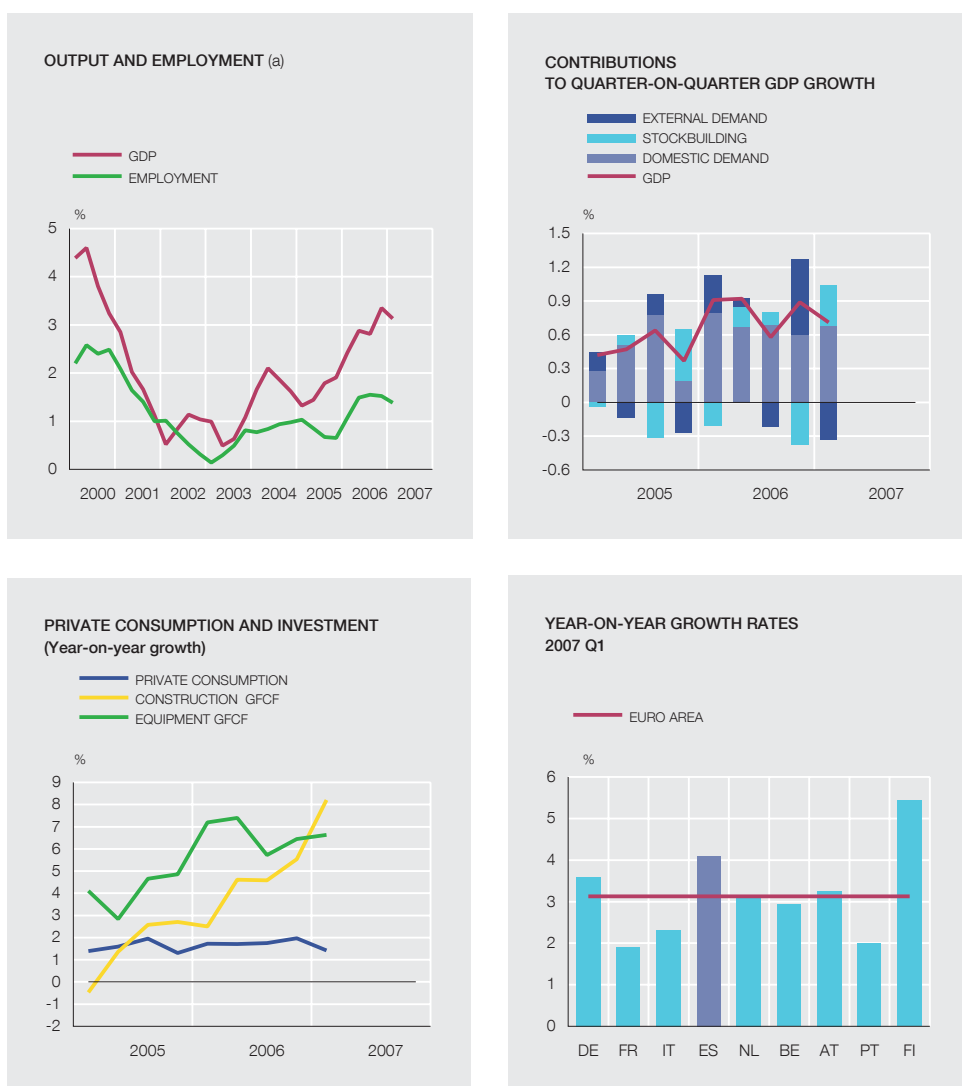 OUTPUT AND EMPLOYMENT (a)
GDP
EMPLOYMENT
%
5
4
3
2
1
0
2000 2001 2002 2003 2004 2005 2006 2007
CONTRIBUTIONS
TO QUARTER-ON-QUARTER GDP GROWTH
EXTERNAL DEMAND
STOCKBUILDING
DOMESTIC DEMAND
GDP
%
1.5
1.2
0.9
0.6
0.3
0
-0.3
-0.6
2005 2006 2007
PRIVATE CONSUMPTION AND INVESTMENT
(Year-on-year growth)
PRIVATE CONSUMPTION
CONSTRUCTION GFCF
EQUIPMENT GFCF
%
9
8
7
6
5
4
3
2
1
0
-1
-2
2005 2006 2007
YEAR-ON-YEAR GROWTH RATES
2007 Q1
EURO AREA
%
6
5
4
3
2
1
0
DE FR IT ES NL BE AT PT FI